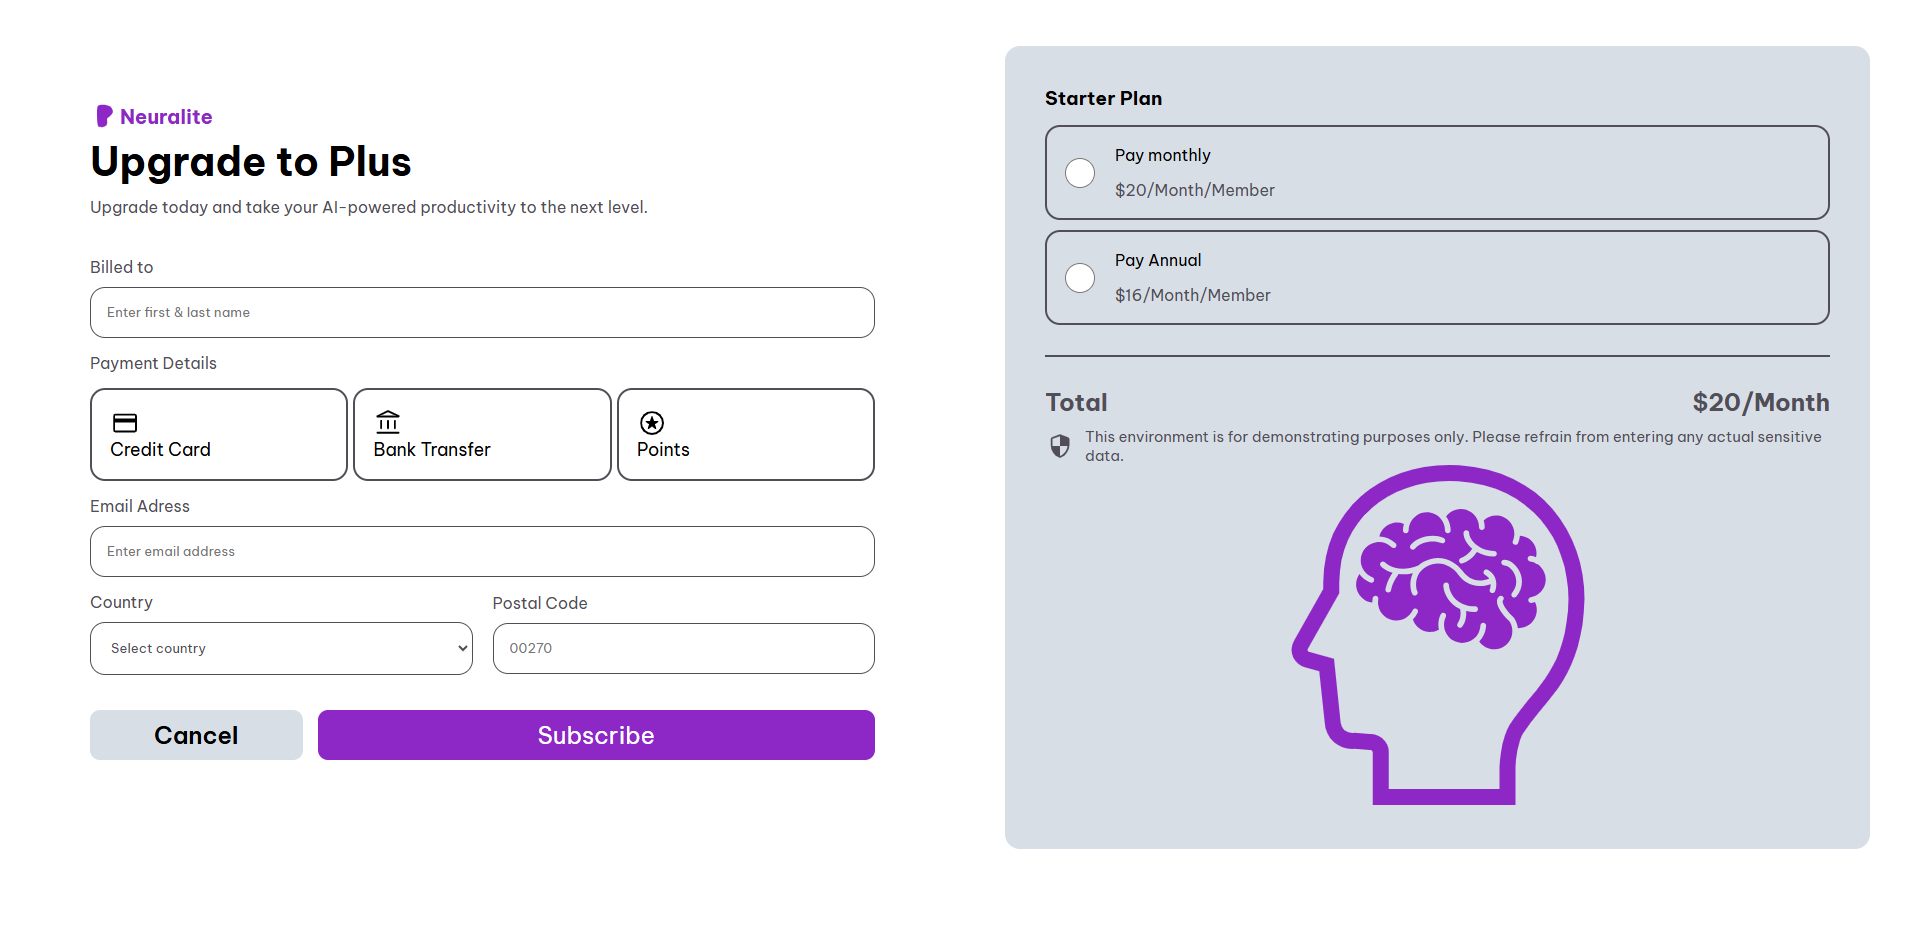 Neuralite
Upgrade to Plus
Upgrade today and take your AI-powered productivity to the next level.
Billed to
Enter first & last name
Payment Details
Credit Card
Bank Transfer
Points
Email Adress
Enter email address
Country
Postal Code
Select country
00270
Cancel
Subscribe
Starter Plan
Pay monthly
$20/Month/Member
Pay Annual
$16/Month/Member
Total
$20/Month
This environment is for demonstrating purposes only. Please refrain from entering any actual sensitive
data.